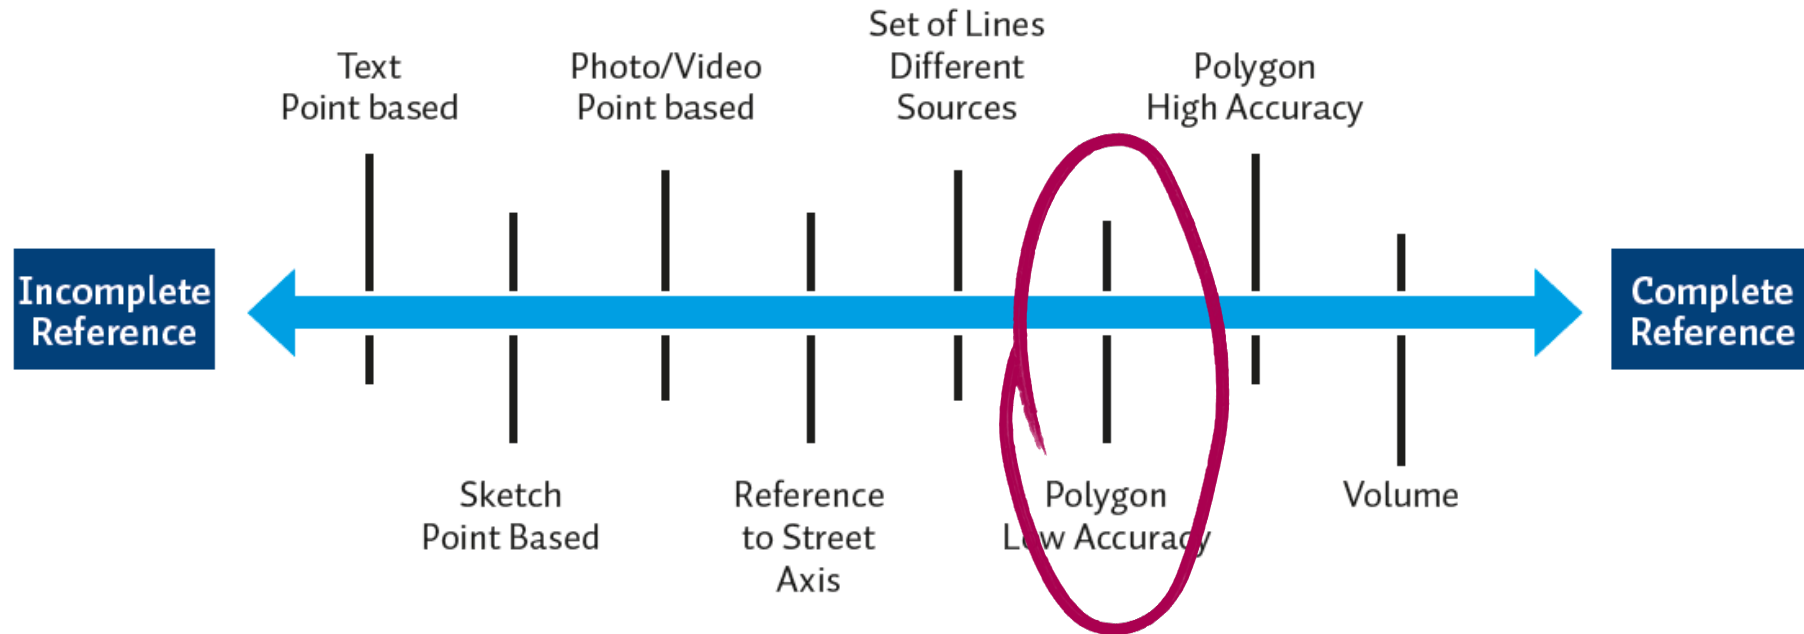 Set of Lines
Different
Sources
Text
Point based
Photo/Video
Point based
Polygon
High Accuracy
Incomplete
Reference
Complete
Reference
Sketch
Point Based
Reference
to Street
Axis
Polygon
Low Accuracy
Volume